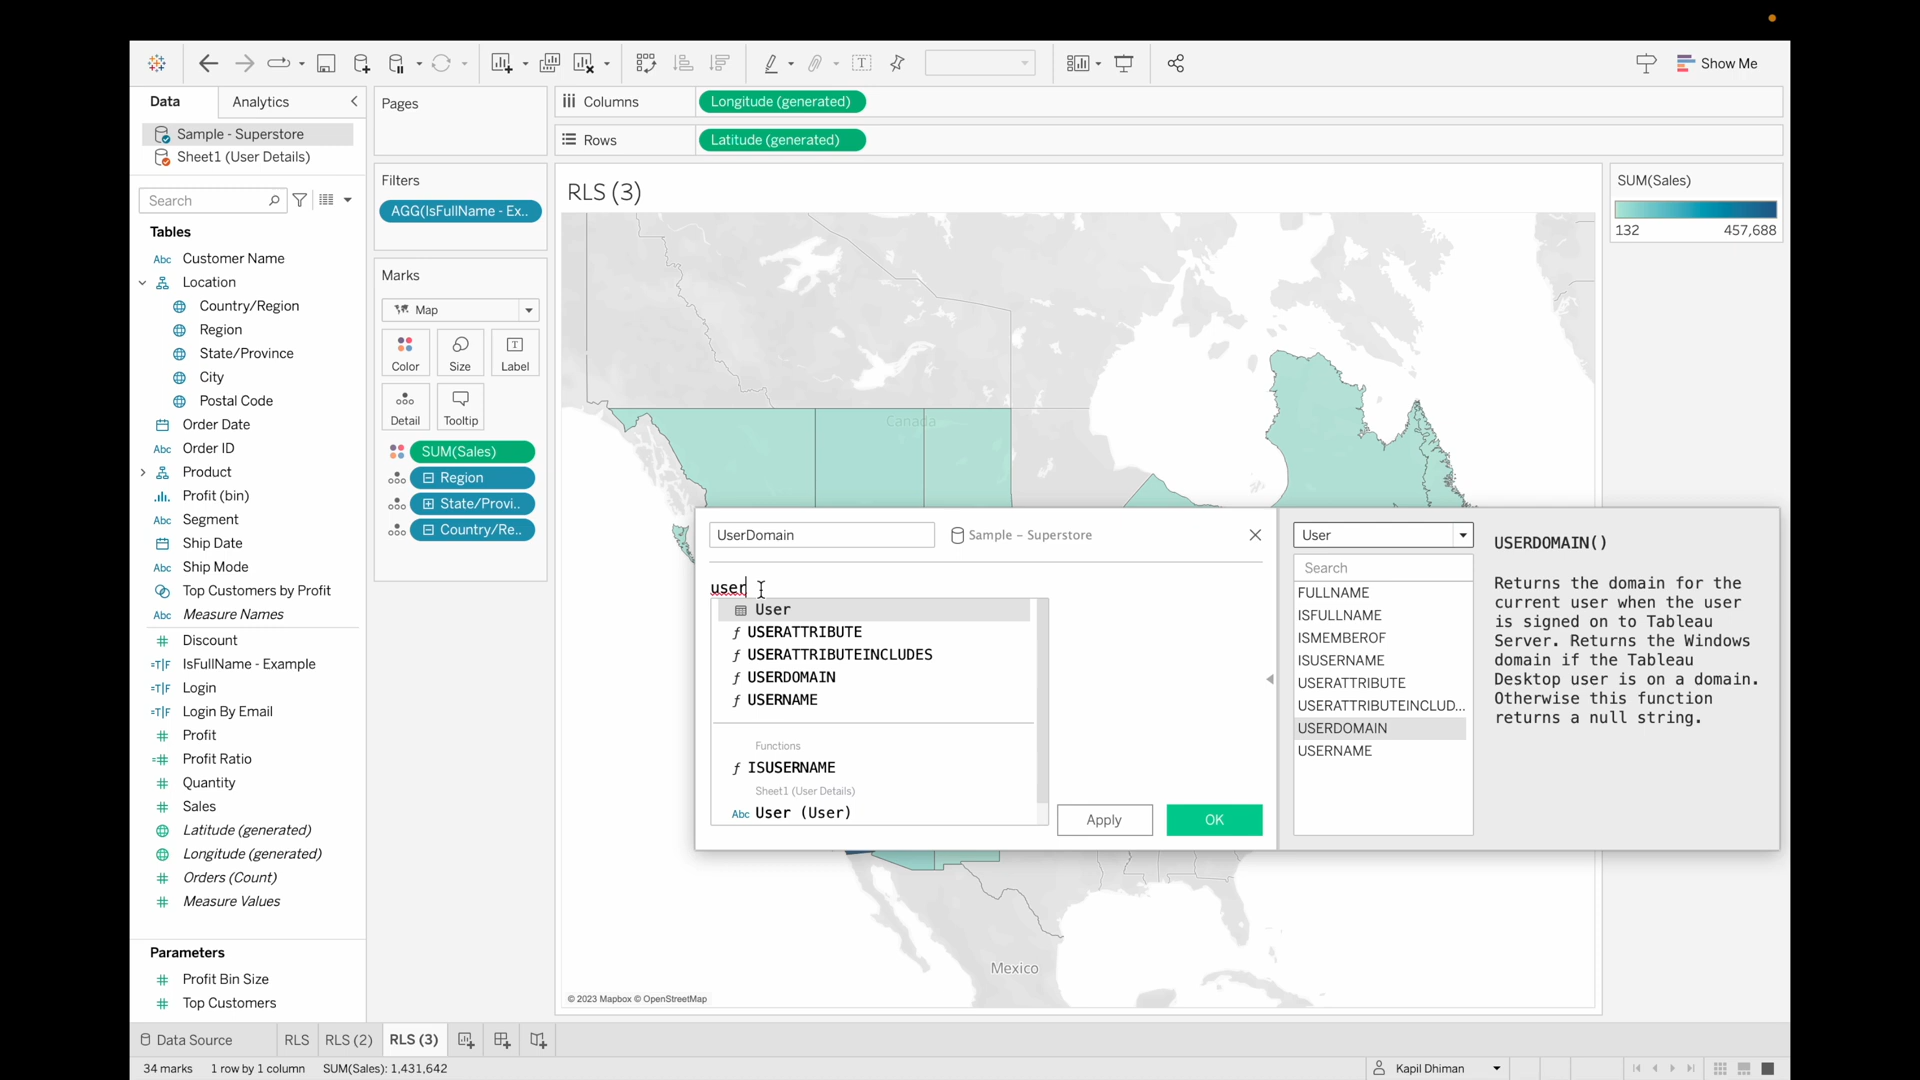 Show Me
Data
Analytics
Pages
Columns
Longitude (generated)
Sample - Superstore
Sheet1 (User Details)
Rows
Latitude (generated)
Filters
AGG(IsFullName - Ex..
RLS (3)
SUM(Sales)
132
457,688
Search
Tables
Abc Customer Name
Location
Country/Region
Region
State/Province
City
Postal Code
Order Date
Abc Order ID
Product
Profit (bin)
Abc Segment
Ship Date
Abc Ship Mode
Top Customers by Profit
Abc Measure Names
# Discount
=T|F IsFullName - Example
=T|F Login
=T|F Login By Email
# Profit
=# Profit Ratio
# Quantity
# Sales
Latitude (generated)
Longitude (generated)
# Orders (Count)
# Measure Values
Parameters
# Profit Bin Size
# Top Customers
Marks
Map
Color
Size
Label
Detail
Tooltip
SUM(Sales)
Region
State/Provi..
Country/Re..
Canada
Mexico
© 2023 Mapbox © OpenStreetMap
UserDomain
Sample – Superstore
user
User
f USERATTRIBUTE
f USERATTRIBUTEINCLUDES
f USERDOMAIN
f USERNAME
Functions
f ISUSERNAME
Sheet1 (User Details)
Abc User (User)
Apply
OK
User
Search
FULLNAME
ISFULLNAME
ISMEMBEROF
ISUSERNAME
USERATTRIBUTE
USERATTRIBUTEINCLUD...
USERDOMAIN
USERNAME
USERDOMAIN()
Returns the domain for the
current user when the user
is signed on to Tableau
Server. Returns the Windows
domain if the Tableau
Desktop user is on a domain.
Otherwise this function
returns a null string.
Data Source
RLS
RLS (2)
RLS (3)
34 marks
1 row by 1 column
SUM(Sales): 1,431,642
Kapil Dhiman